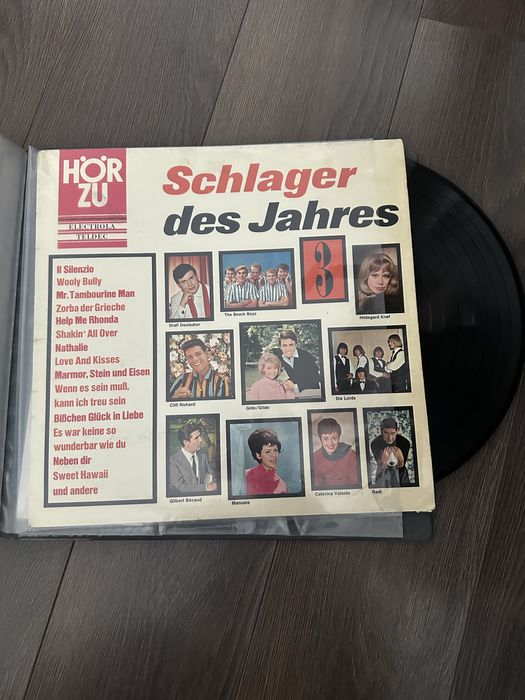 HÖR
ZU
ELECTROLA
TELDEC
Schlager
des Jahres
3
Il Silenzio
Wooly Bully
Mr. Tambourine Man
Zorba der Grieche
Help Me Rhonda
Shakin' All Over
Nathalie
Love And Kisses
Marmor, Stein und Eisen
Wenn es sein muß,
kann ich treu sein
Bißchen Glück in Liebe
Es war keine so
wunderbar wie du
Neben dir
Sweet Hawaii
und andere
Drafi Deutscher
The Beach Boys
Hildegard Knef
Cliff Richard
Gitte/Gildo
Die Lords
Gilbert Bécaud
Manuela
Caterina Valente
Radi